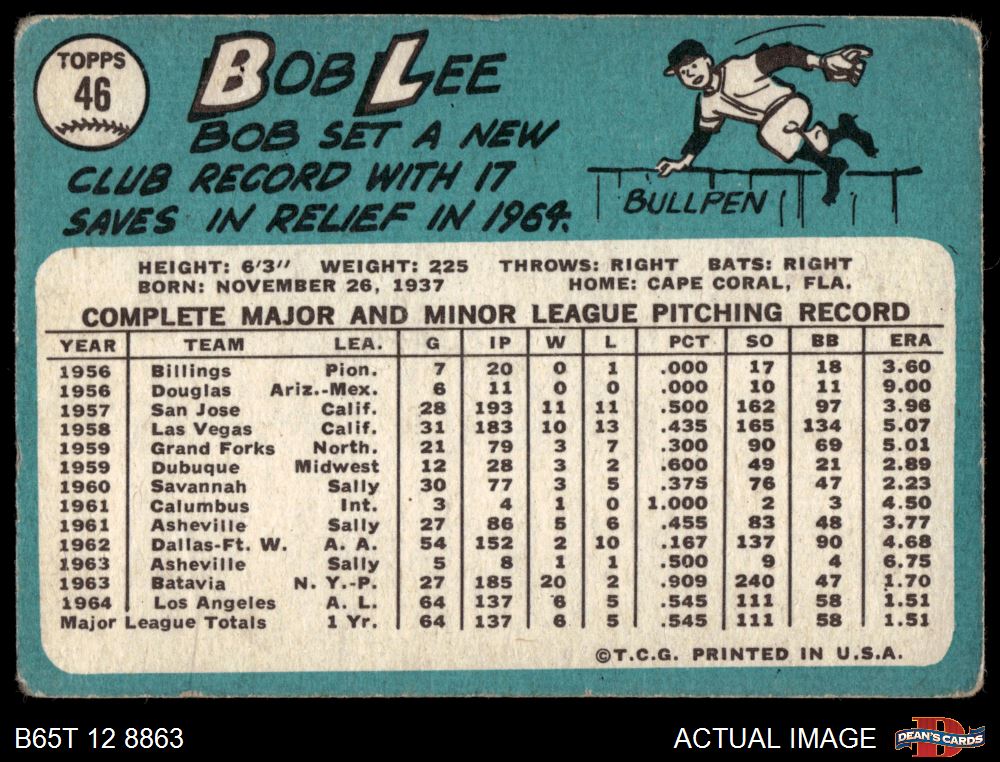 TOPPS
46
BOB LEE
BOB SET A NEW
CLUB RECORD WITH 17
SAVES IN RELIEF IN 1964.
BULLPEN
HEIGHT: 6'3" WEIGHT: 225 THROWS: RIGHT BATS: RIGHT
BORN: NOVEMBER 26, 1937 HOME: CAPE CORAL, FLA.
COMPLETE MAJOR AND MINOR LEAGUE PITCHING RECORD
YEAR TEAM LEA. G IP W L PCT SO BB ERA
1956 Billings Pion. 7 20 0 1 .000 17 18 3.60
1956 Douglas Ariz.-Mex. 6 11 0 0 .000 10 11 9.00
1957 San Jose Calif. 28 193 11 11 .500 162 97 3.96
1958 Las Vegas Calif. 31 183 10 13 .435 165 134 5.07
1959 Grand Forks North. 21 79 3 7 .300 90 69 5.01
1959 Dubuque Midwest 12 28 3 2 .600 49 21 2.89
1960 Savannah Sally 30 77 3 5 .375 76 47 2.23
1961 Calumbus Int. 3 4 1 0 1.000 2 3 4.50
1961 Asheville Sally 27 86 5 6 .455 83 48 3.77
1962 Dallas-Ft. W. A. A. 54 152 2 10 .167 137 90 4.68
1963 Asheville Sally 5 8 1 1 .500 9 4 6.75
1963 Batavia N. Y.-P. 27 185 20 2 .909 240 47 1.70
1964 Los Angeles A. L. 64 137 6 5 .545 111 58 1.51
Major League Totals 1 Yr. 64 137 6 5 .545 111 58 1.51
©T.C.G. PRINTED IN U.S.A.
B65T 12 8863 ACTUAL IMAGE DEAN'S CARDS